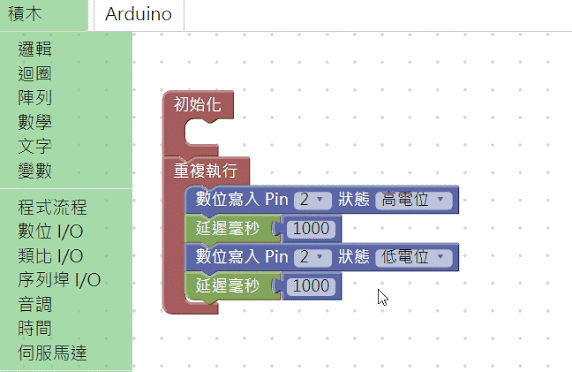 積木 Arduino
邏輯
迴圈
陣列
數學
文字
變數
程式流程
數位 I/O
類比 I/O
序列埠 I/O
音調
時間
伺服馬達
初始化
重複執行
數位寫入 Pin 2 狀態 高電位
延遲毫秒 1000
數位寫入 Pin 2 狀態 低電位
延遲毫秒 1000